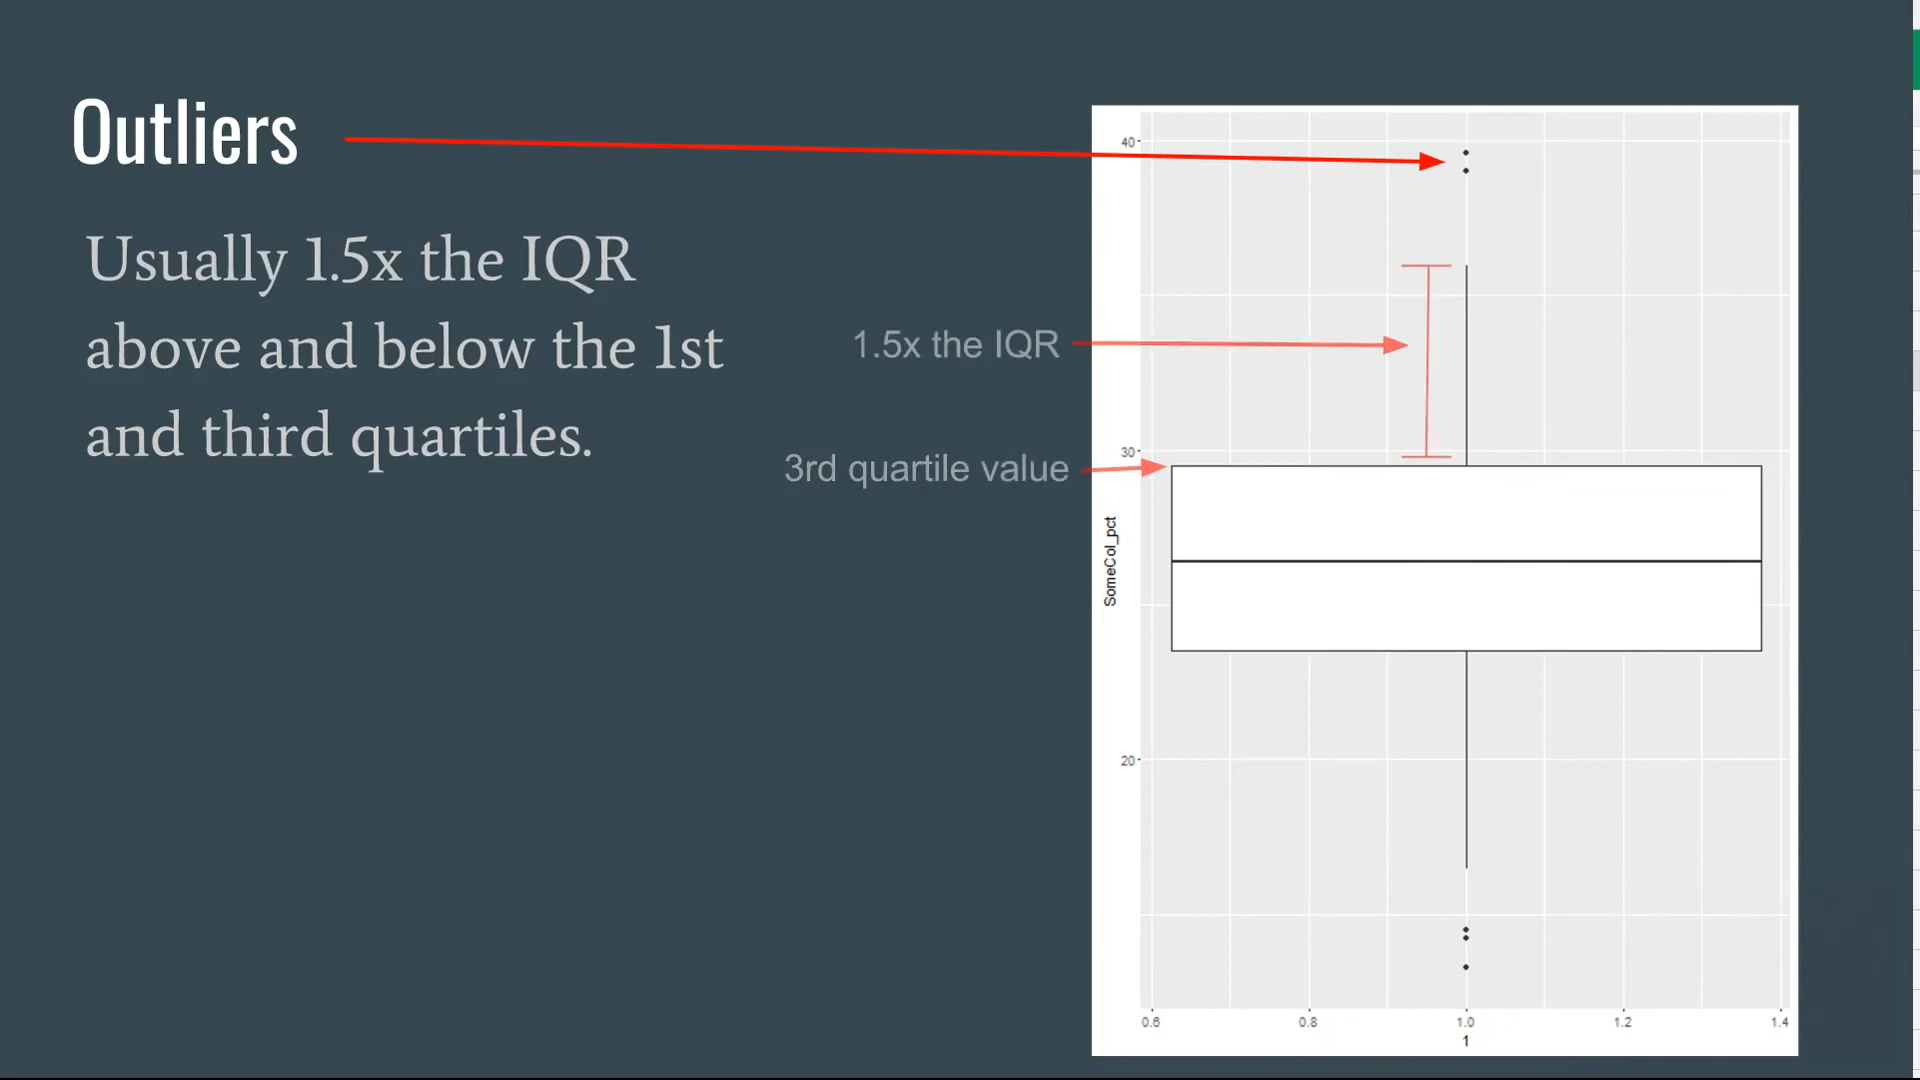 Outliers
Usually 1.5x the IQR
above and below the 1st
and third quartiles.
1.5x the IQR
3rd quartile value
40
30
20
SomeCol_pct
0.6
0.8
1.0
1.2
1.4
1